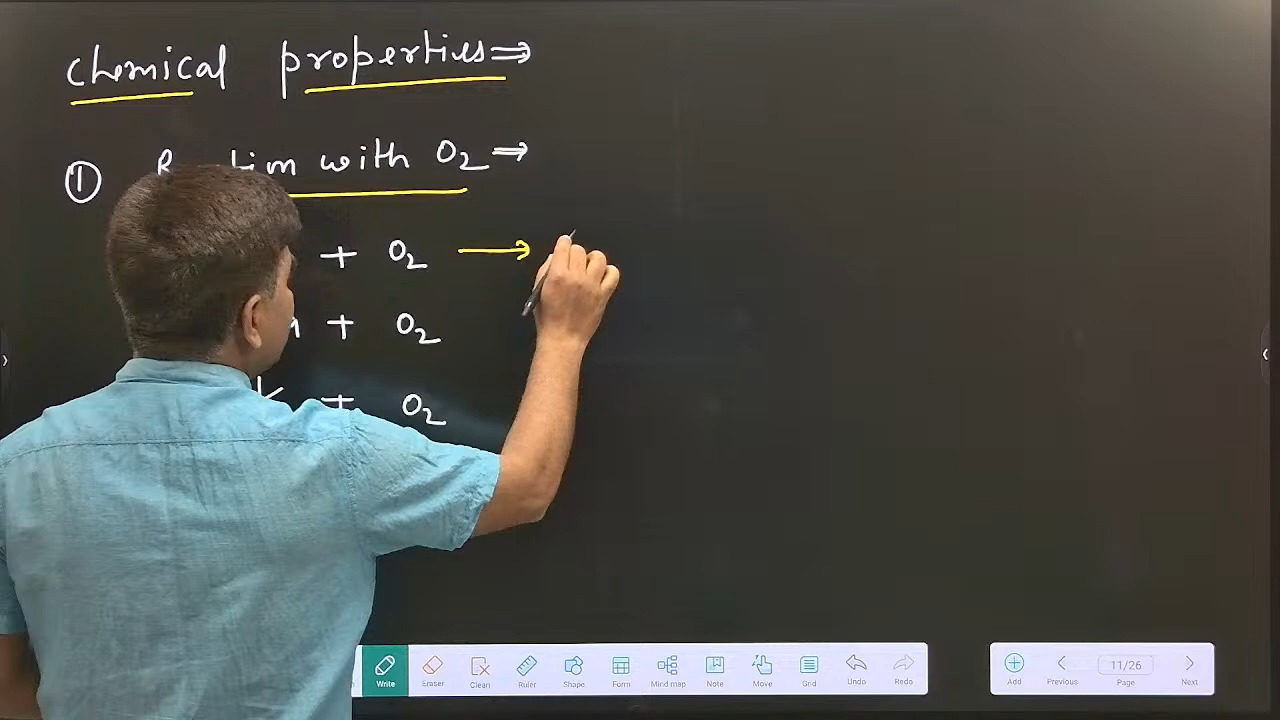 Chemical properties⇒
① with O₂ ⇒
+ O₂ →
+ O₂
+ O₂
Write Eraser Clean Ruler Shape Form Mind map Note Move Grid Undo Redo Add Previous 11/26 Page Next